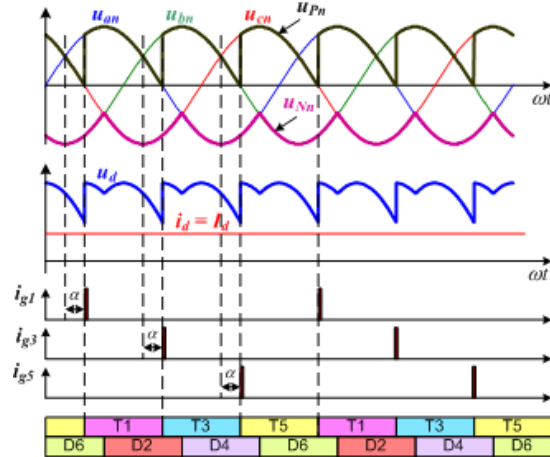 u_an u_bn u_cn u_Pn
u_Nn
ωt
u_d
i_d = I_d
ωt
i_g1 α
i_g3 α
i_g5 α
T1 T3 T5 T1 T3 T5
D6 D2 D4 D6 D2 D4